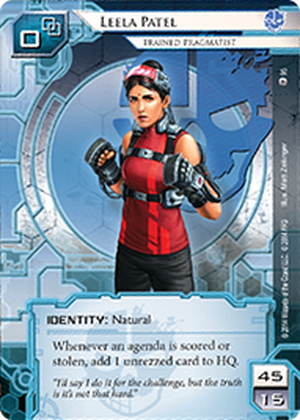 0
LEELA PATEL
TRAINED PRAGMATIST
IDENTITY: Natural
Whenever an agenda is scored or
stolen, add 1 unrezzed card to HQ.
"I'd say I do it for the challenge, but the truth
is it's not that hard."
45
15